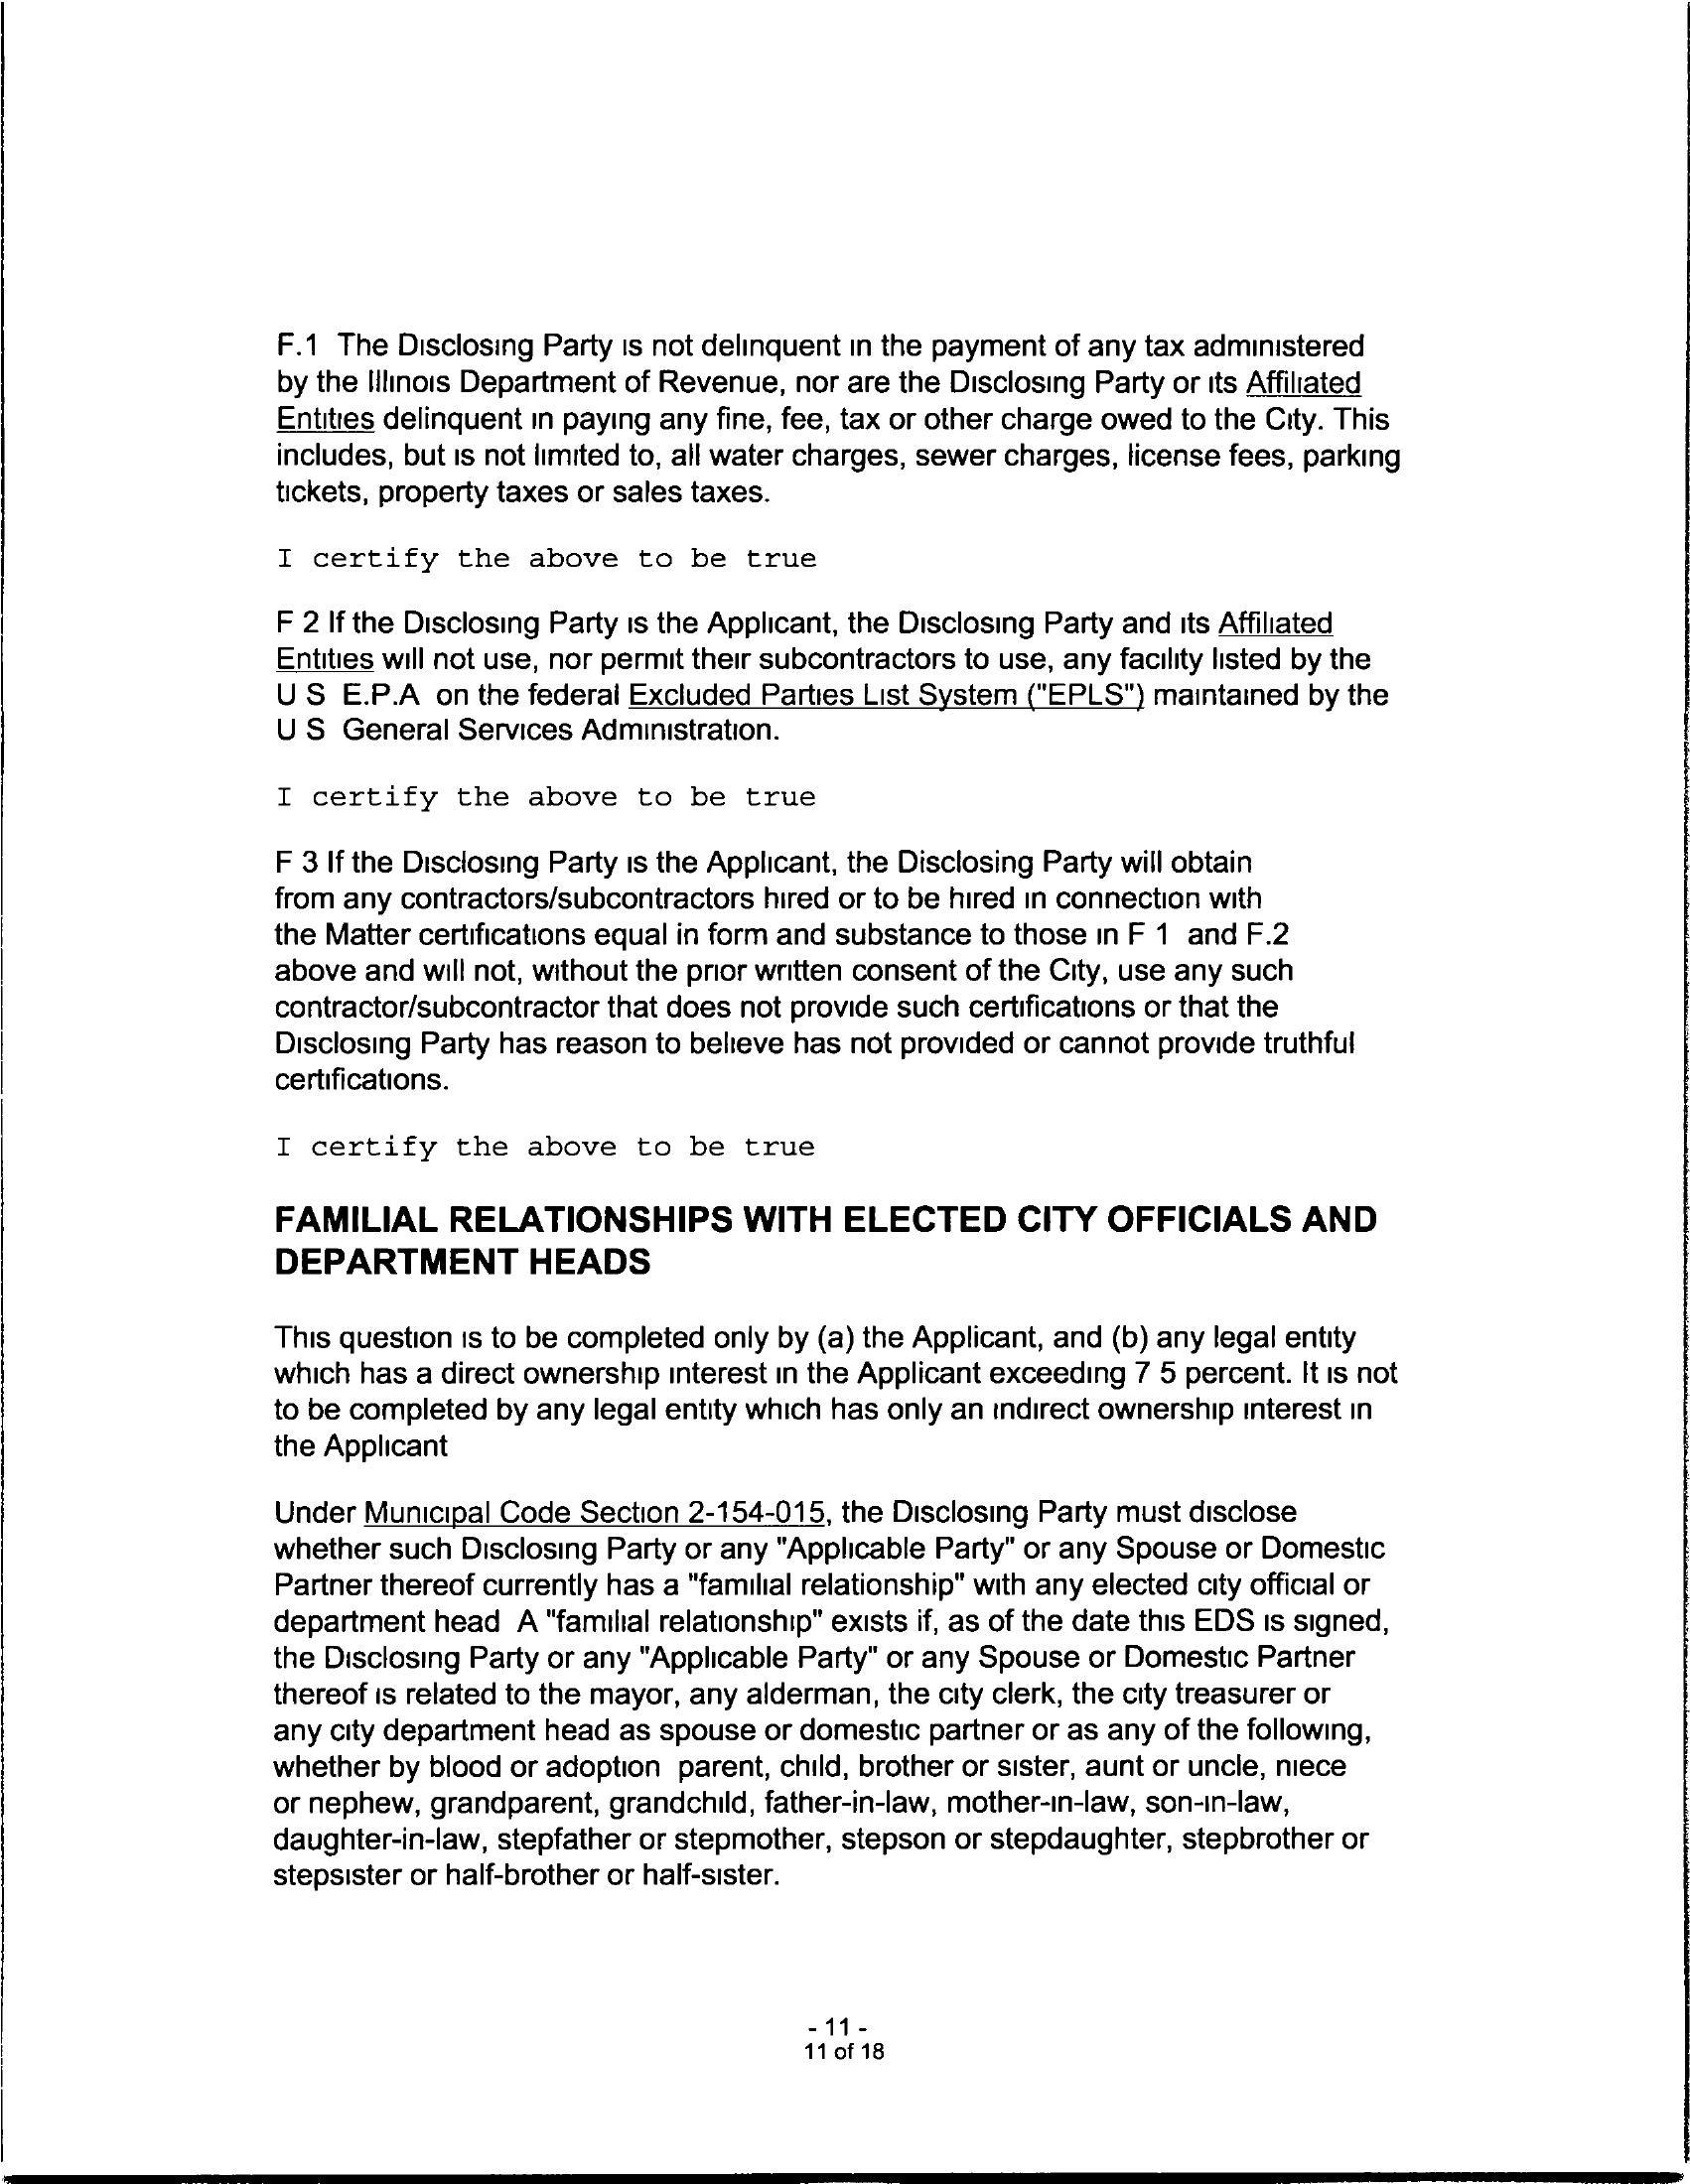 F.1 The Disclosing Party is not delinquent in the payment of any tax administered
by the Illinois Department of Revenue, nor are the Disclosing Party or its Affiliated
Entities delinquent in paying any fine, fee, tax or other charge owed to the City. This
includes, but is not limited to, all water charges, sewer charges, license fees, parking
tickets, property taxes or sales taxes.
I certify the above to be true
F 2 If the Disclosing Party is the Applicant, the Disclosing Party and its Affiliated
Entities will not use, nor permit their subcontractors to use, any facility listed by the
U S E.P.A on the federal Excluded Parties List System ("EPLS") maintained by the
U S General Services Administration.
I certify the above to be true
F 3 If the Disclosing Party is the Applicant, the Disclosing Party will obtain
from any contractors/subcontractors hired or to be hired in connection with
the Matter certifications equal in form and substance to those in F 1 and F.2
above and will not, without the prior written consent of the City, use any such
contractor/subcontractor that does not provide such certifications or that the
Disclosing Party has reason to believe has not provided or cannot provide truthful
certifications.
I certify the above to be true
FAMILIAL RELATIONSHIPS WITH ELECTED CITY OFFICIALS AND
DEPARTMENT HEADS
This question is to be completed only by (a) the Applicant, and (b) any legal entity
which has a direct ownership interest in the Applicant exceeding 7 5 percent. It is not
to be completed by any legal entity which has only an indirect ownership interest in
the Applicant
Under Municipal Code Section 2-154-015, the Disclosing Party must disclose
whether such Disclosing Party or any "Applicable Party" or any Spouse or Domestic
Partner thereof currently has a "familial relationship" with any elected city official or
department head A "familial relationship" exists if, as of the date this EDS is signed,
the Disclosing Party or any "Applicable Party" or any Spouse or Domestic Partner
thereof is related to the mayor, any alderman, the city clerk, the city treasurer or
any city department head as spouse or domestic partner or as any of the following,
whether by blood or adoption parent, child, brother or sister, aunt or uncle, niece
or nephew, grandparent, grandchild, father-in-law, mother-in-law, son-in-law,
daughter-in-law, stepfather or stepmother, stepson or stepdaughter, stepbrother or
stepsister or half-brother or half-sister.
- 11 -
11 of 18